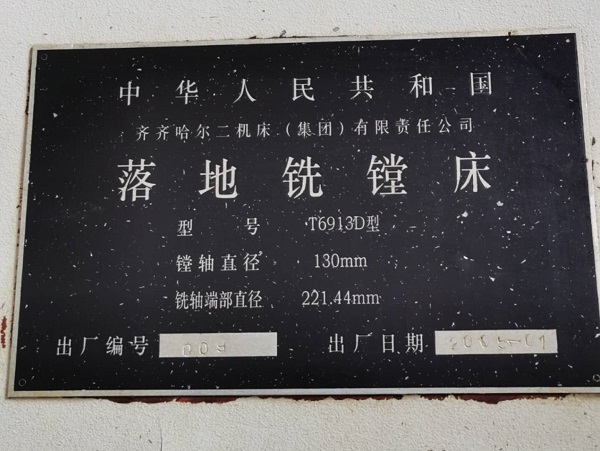 中华人民共和国
齐齐哈尔二机床(集团)有限责任公司
落地铣镗床
型号 T6913D型
镗轴直径 130mm
铣轴端部直径 221.44mm
出厂编号 出厂日期